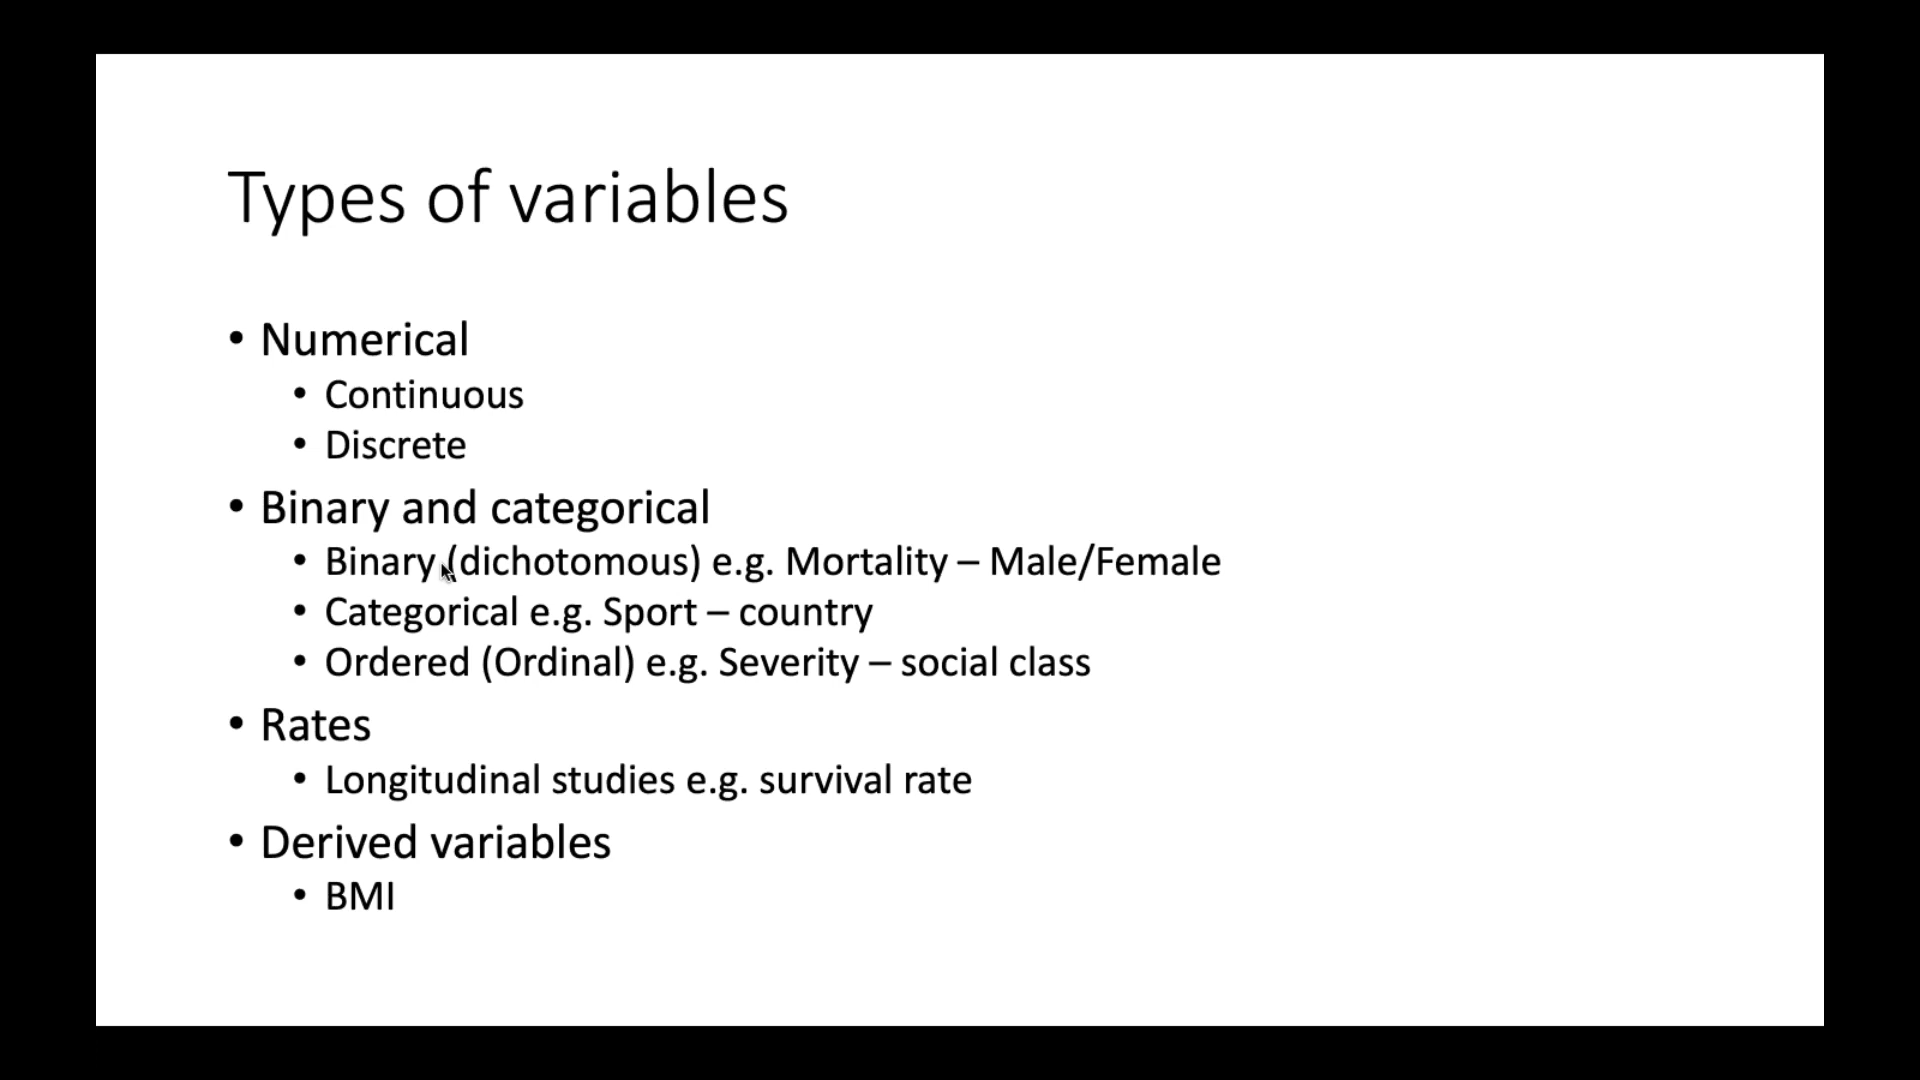 Types of variables
• Numerical
• Continuous
• Discrete
• Binary and categorical
• Binary (dichotomous) e.g. Mortality – Male/Female
• Categorical e.g. Sport – country
• Ordered (Ordinal) e.g. Severity – social class
• Rates
• Longitudinal studies e.g. survival rate
• Derived variables
• BMI